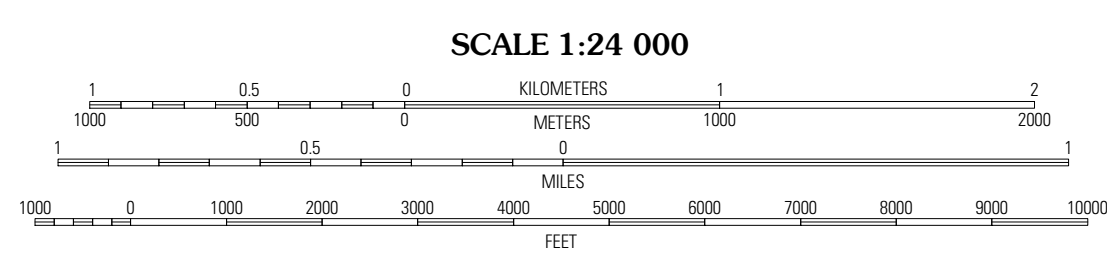 SCALE 1:24 000
1 0.5 0 KILOMETERS 1 2
1000 500 0 METERS 1000 2000
1 0.5 0 1
MILES
1000 0 1000 2000 3000 4000 5000 6000 7000 8000 9000 10000
FEET